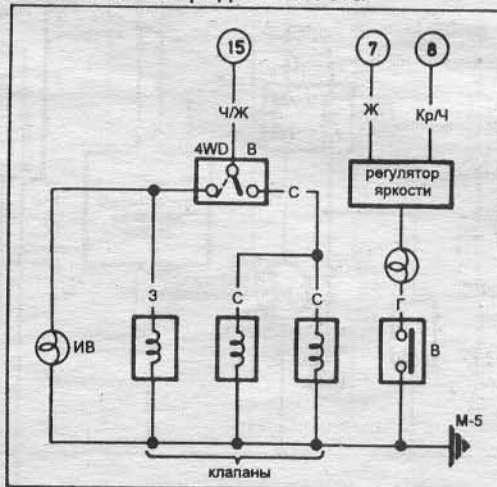 15 7 8
Ч/Ж Ж Кр/Ч
4WD В
регулятор
яркости
С
З С С Г
ИВ В
М-5
клапаны